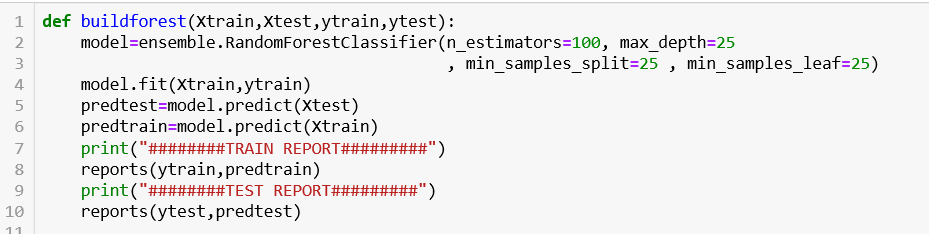 1 def buildforest(Xtrain,Xtest,ytrain,ytest):
2     model=ensemble.RandomForestClassifier(n_estimators=100, max_depth=25
3                                           , min_samples_split=25 , min_samples_leaf=25)
4     model.fit(Xtrain,ytrain)
5     predtest=model.predict(Xtest)
6     predtrain=model.predict(Xtrain)
7     print("########TRAIN REPORT#########")
8     reports(ytrain,predtrain)
9     print("########TEST REPORT#########")
10     reports(ytest,predtest)
11